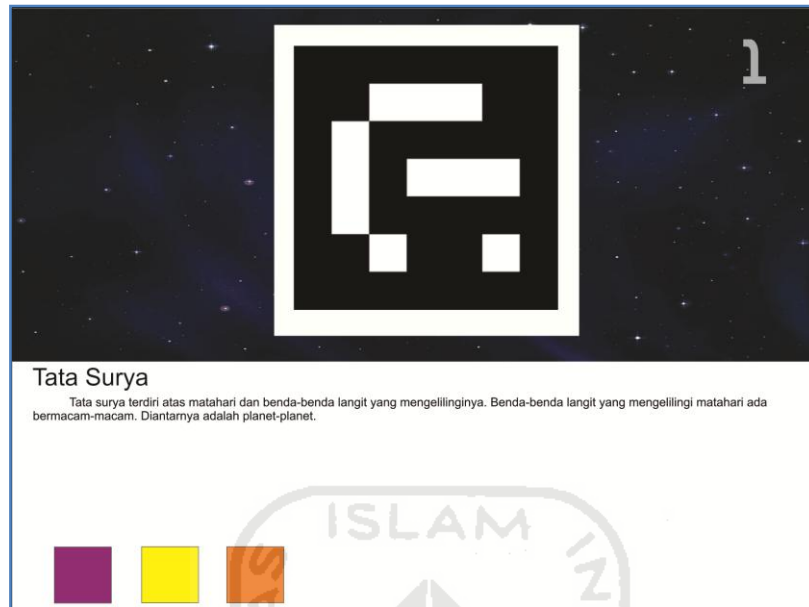 1
Tata Surya
Tata surya terdiri atas matahari dan benda-benda langit yang mengelilinginya. Benda-benda langit yang mengelilingi matahari ada
bermacam-macam. Diantarnya adalah planet-planet.
ISLAM